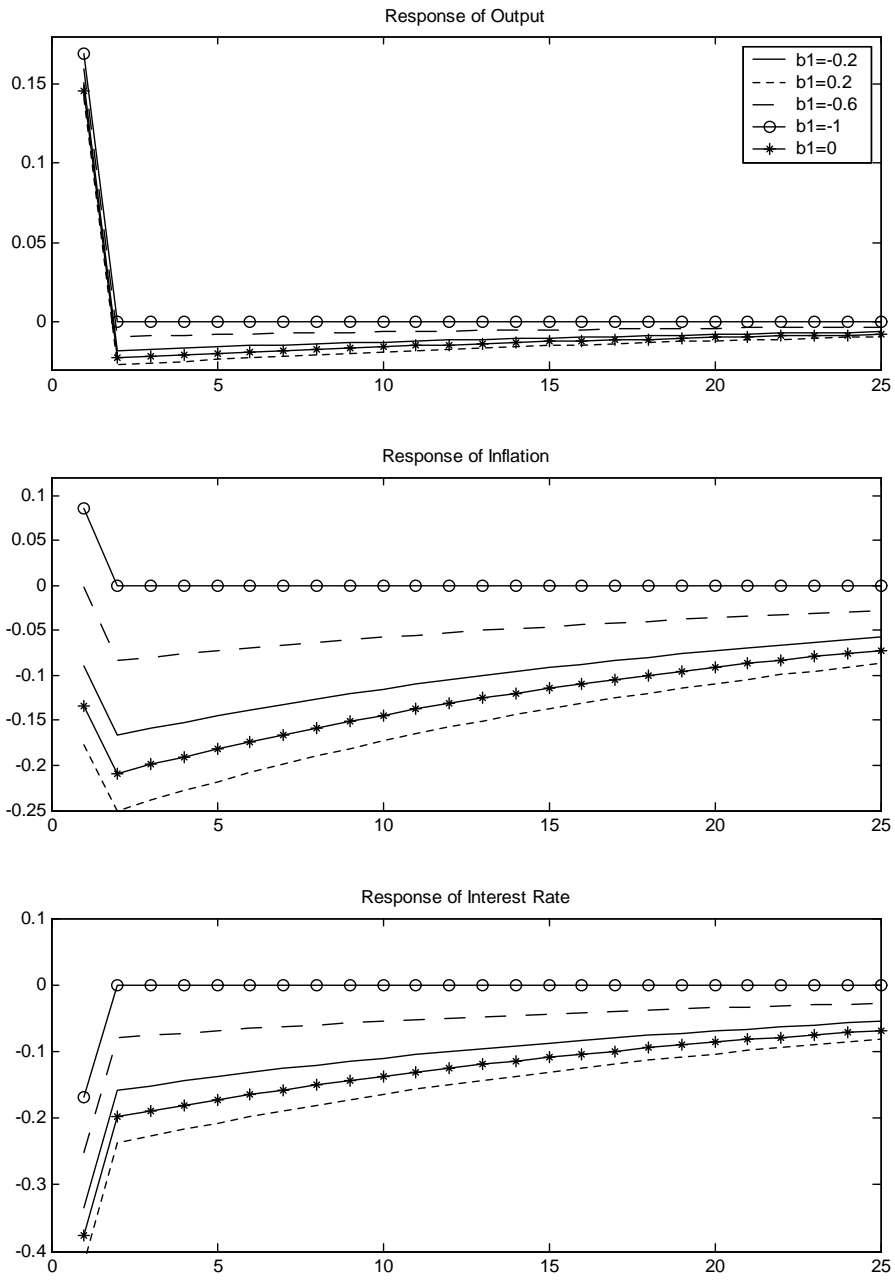 Response of Output
0.15
0.1
0.05
0
b1=-0.2
b1=0.2
b1=-0.6
b1=-1
b1=0
0 5 10 15 20 25
Response of Inflation
0.1
0.05
0
-0.05
-0.1
-0.15
-0.2
-0.25
0 5 10 15 20 25
Response of Interest Rate
0.1
0
-0.1
-0.2
-0.3
-0.4
0 5 10 15 20 25